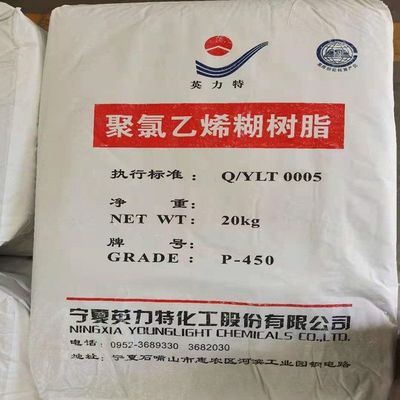 英力特
聚氯乙烯糊树脂
执行标准: Q/YLT 0005
净 重:
NET WT: 20kg
牌 号:
GRADE: P-450
宁夏英力特化工股份有限公司
NINGXIA YOUNGLIGHT CHEMICALS CO.,LTD.
电话: 0952-3689330 3682030
地址: 宁夏石嘴山市惠农区河滨工业园钢电路